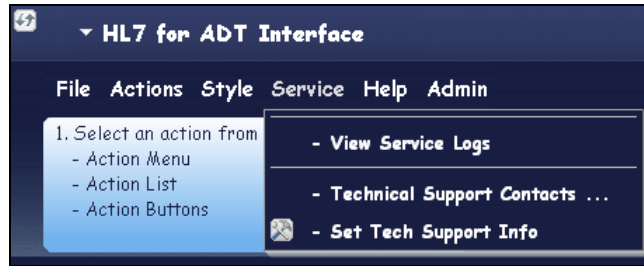 HL7 for ADT Interface
File Actions Style Service Help Admin
1. Select an action from
- Action Menu
- Action List
- Action Buttons
- View Service Logs
- Technical Support Contacts ...
- Set Tech Support Info